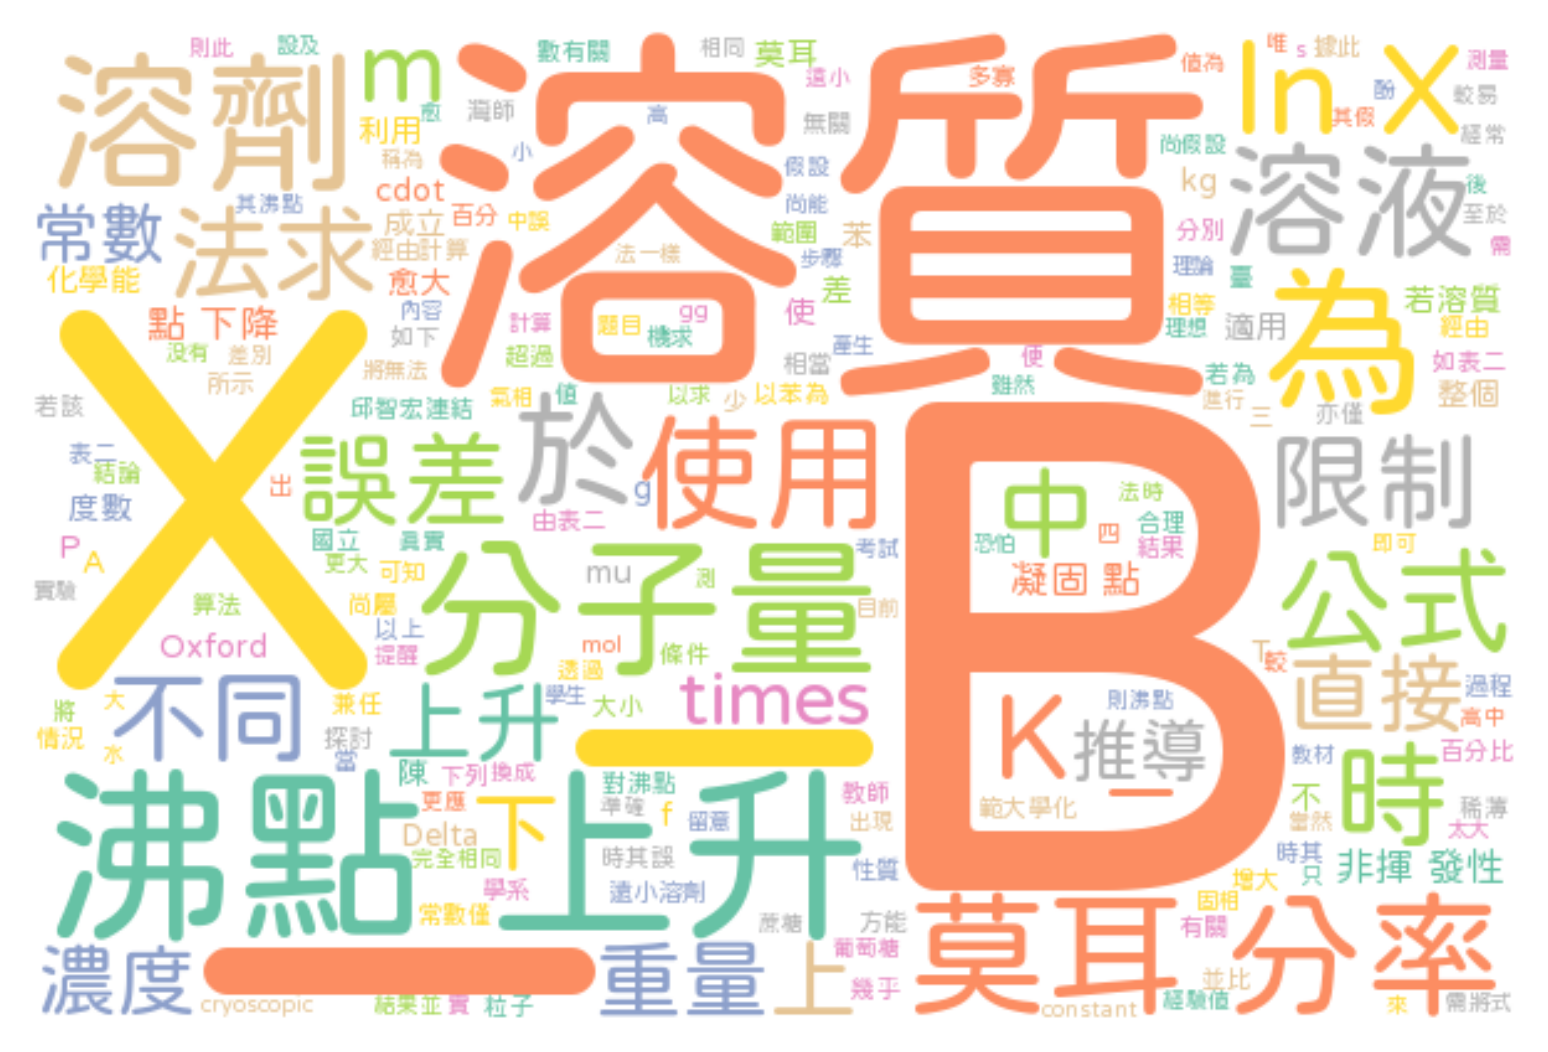 則此 設及 數有關 相同 莫耳 值為 唯 s 據此 測量
溶劑 m 溶質 遠小 多寡 ln x 酚 較易
愈 灣師 高 無關 其假 經常
利用 稱為 小 假設 尚假設 溶液
cdot 尚能 kg 後
常數 其沸點 法求 成立 百分 中誤 範圍 苯 分別 至於
經由計算 法一樣 步驟 理論 臺 需
化學能 愈大 差 相等 為 若溶質
點 下降 內容 計算 題目 gg 機求 使 理想 適用 經由
沒有 差別 如下 超過 相當 產生 使 如表二
所示 將無法 雖然 若為 整個
X 若該 邱智宏連結 氣相 值 以求 少 以苯為 進行 三 亦僅
表二 結論 誤差 於 使用 B 限制
度數 出 g 中 法時
國立 真實 由表二 考試 恐怕 四 合理 結果 即可
P A 更大 可知 分子量 mu 測 凝固 點 公式
實驗 算法 尚屬 目前
Oxford 以上 提醒 mol 條件 T 較 直接
透過 過程
將 大 不同 兼任 上升 學生 大小 times K 則沸點 高中
情況 水 探討 當 推導 教材 時 百分比
陳 下列 換成 對沸點 教師 範大學化 不 稀薄
沸點上升 更應 下 準確 f 留意 出現 當然 太大
Delta 完全相同 時其誤 性質 時其 只 非揮 發性
學系 遠小溶劑 增大
常數僅 蔗糖 方能 莫耳分率 固相 有關
濃度 重量 上 葡萄糖 並比
cryoscopic 結果並 實 粒子 幾乎 constant 經驗值 來 需將式